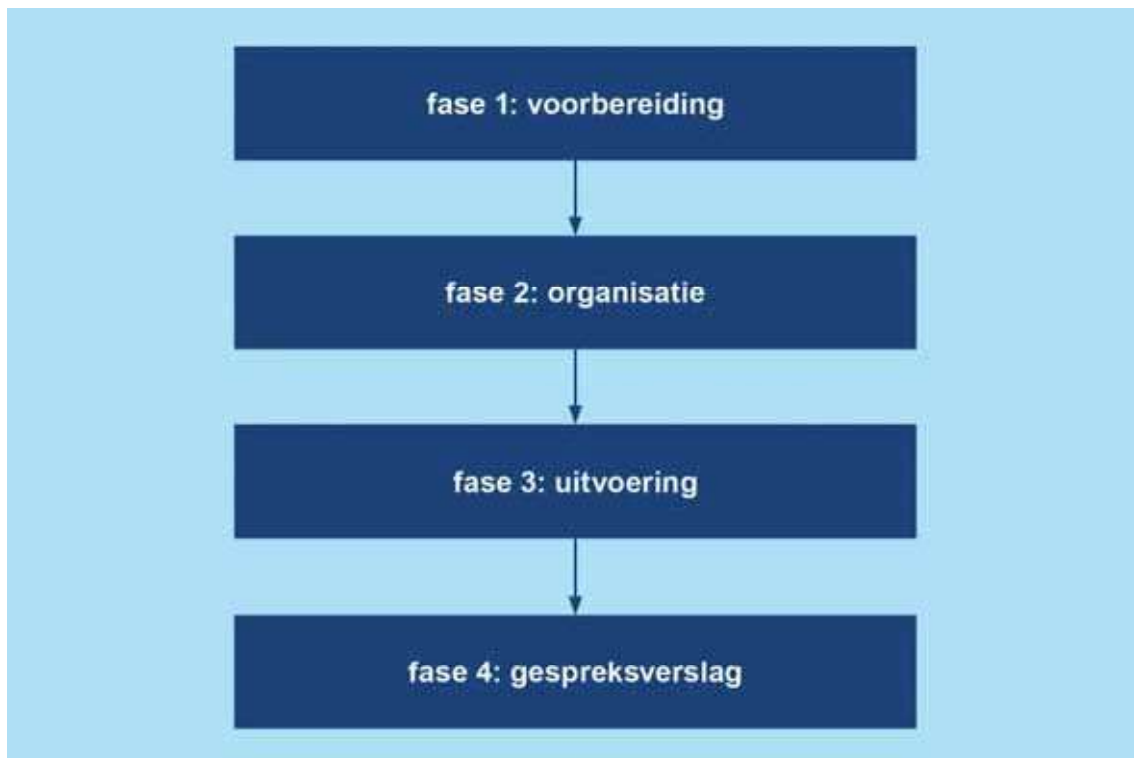 fase 1: voorbereiding
fase 2: organisatie
fase 3: uitvoering
fase 4: gespreksverslag